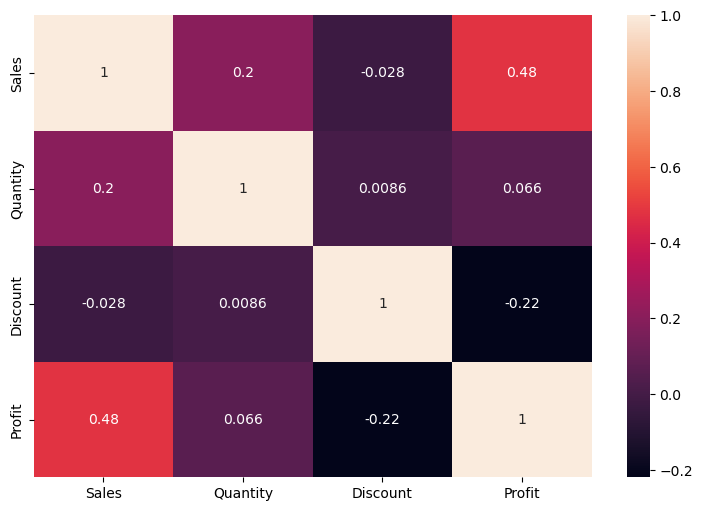 Sales 1 0.2 -0.028 0.48
Quantity 0.2 1 0.0086 0.066
Discount -0.028 0.0086 1 -0.22
Profit 0.48 0.066 -0.22 1
Sales Quantity Discount Profit
1.0
0.8
0.6
0.4
0.2
0.0
−0.2